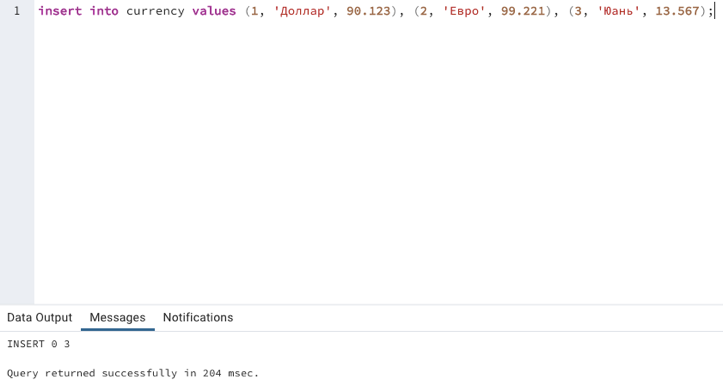 1 insert into currency values (1, 'Доллар', 90.123), (2, 'Евро', 99.221), (3, 'Юань', 13.567);
Data Output Messages Notifications
INSERT 0 3
Query returned successfully in 204 msec.